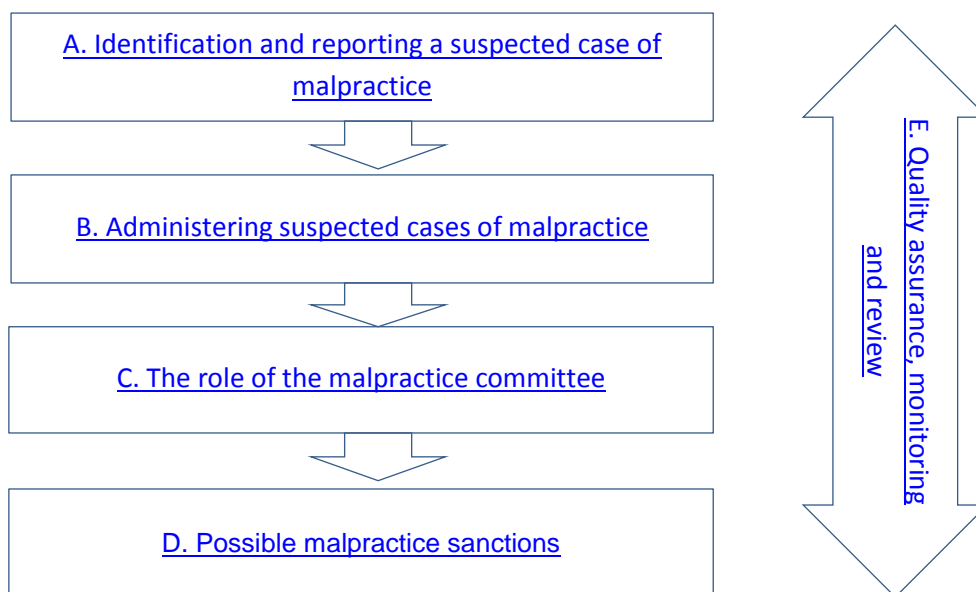 A. Identification and reporting a suspected case of
malpractice
B. Administering suspected cases of malpractice
C. The role of the malpractice committee
D. Possible malpractice sanctions
E. Quality assurance, monitoring
and review